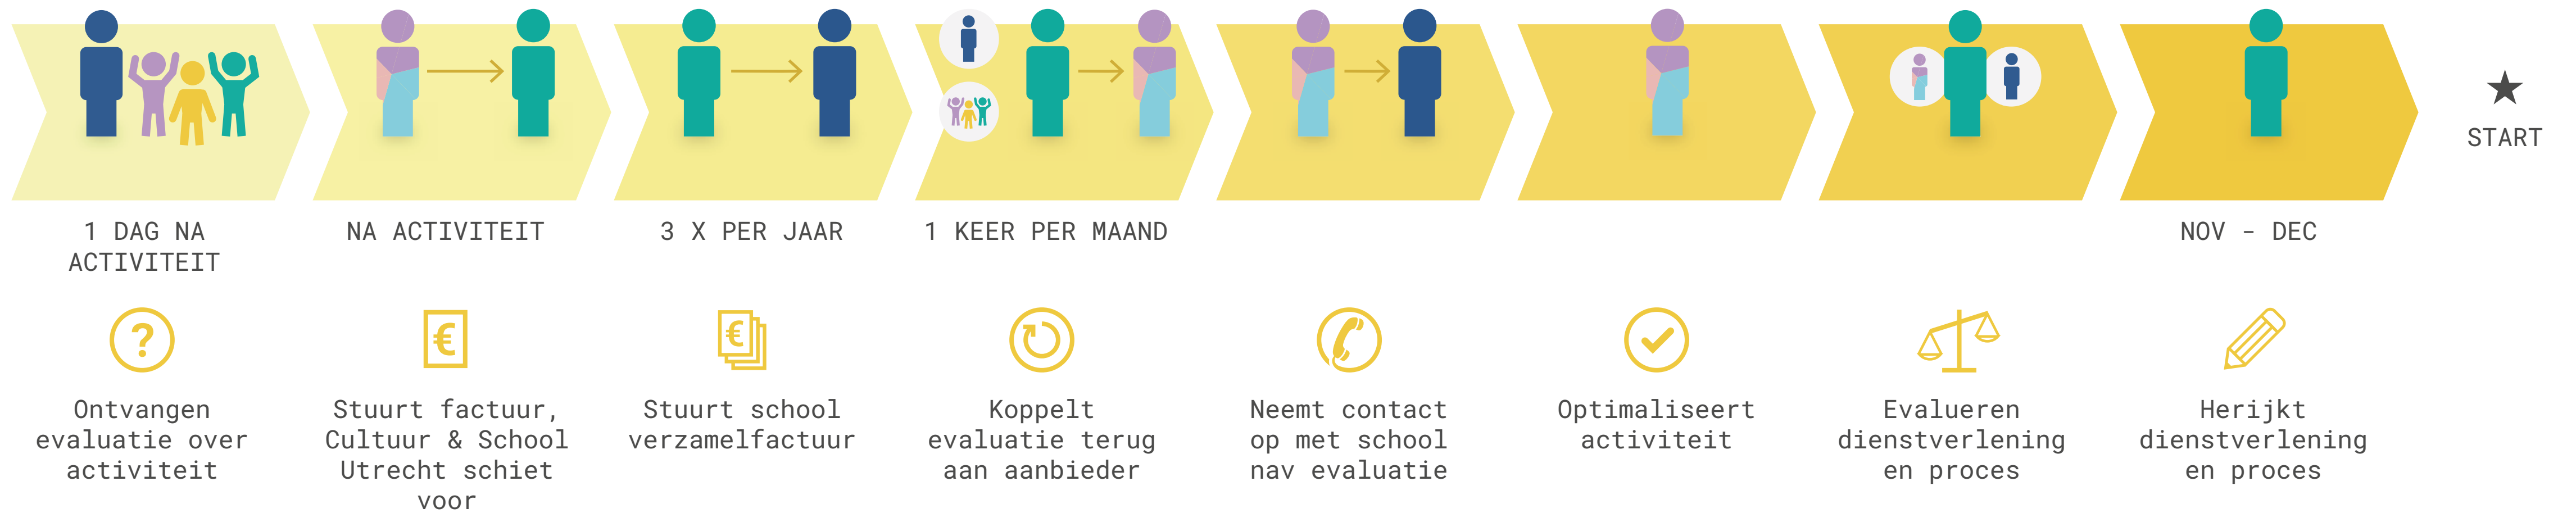 START
1 DAG NA
ACTIVITEIT
NA ACTIVITEIT
3 X PER JAAR
1 KEER PER MAAND
NOV - DEC
?
€
€
Ontvangen
evaluatie over
activiteit
Stuurt factuur,
Cultuur & School
Utrecht schiet
voor
Stuurt school
verzamelfactuur
Koppelt
evaluatie terug
aan aanbieder
Neemt contact
op met school
nav evaluatie
Optimaliseert
activiteit
Evalueren
dienstverlening
en proces
Herijkt
dienstverlening
en proces